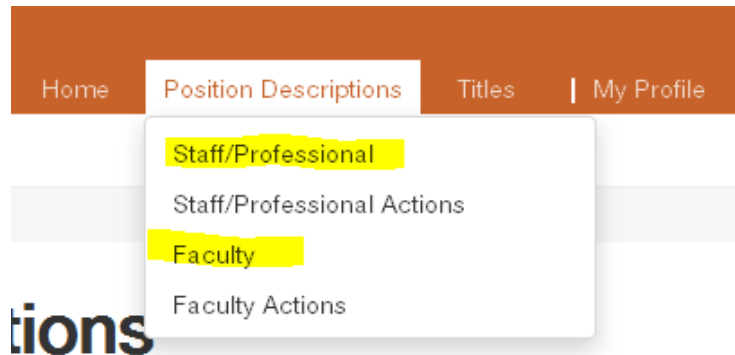 Home Position Descriptions Titles | My Profile
Staff/Professional
Staff/Professional Actions
Faculty
Faculty Actions
tions